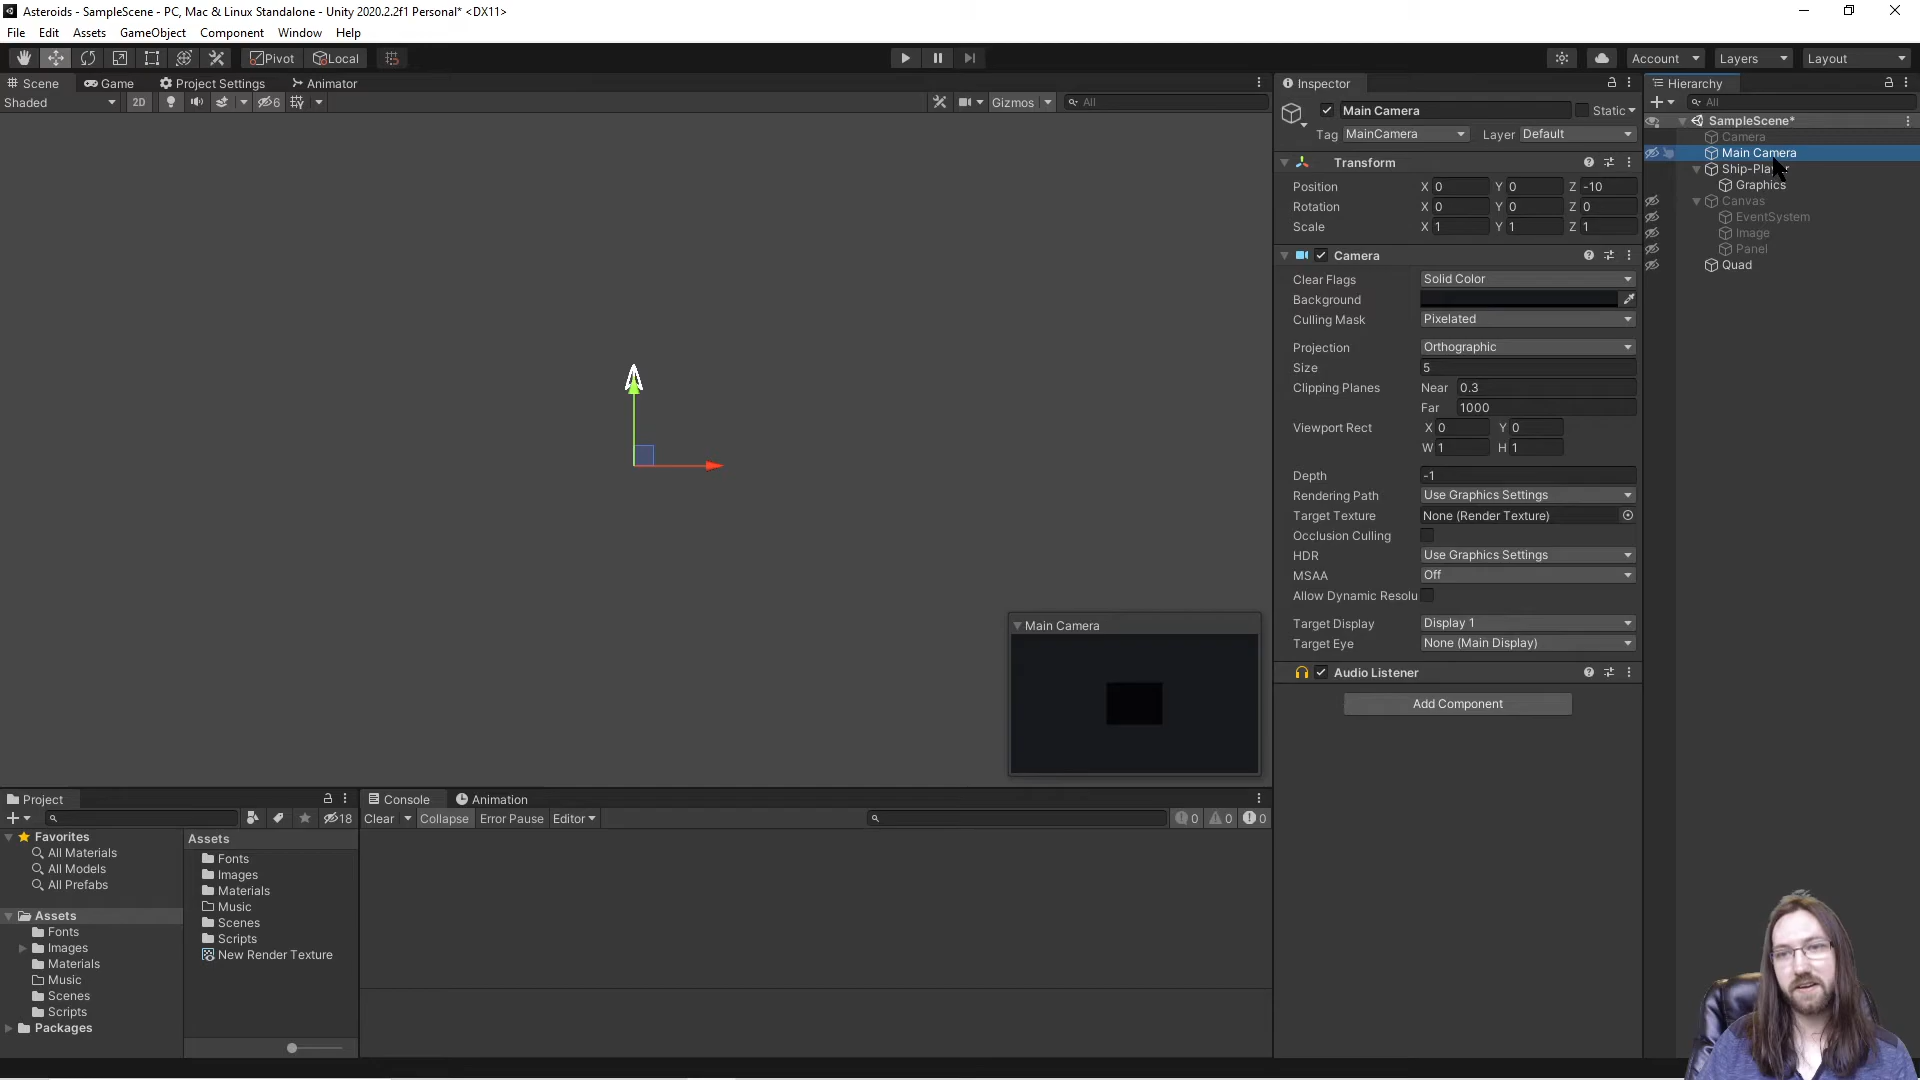 Asteroids - SampleScene - PC, Mac & Linux Standalone - Unity 2020.2.2f1 Personal* <DX11>
File Edit Assets GameObject Component Window Help
Pivot Local Account Layers Layout
Scene Game Project Settings Animator
Shaded 2D 6 Gizmos All
Inspector
Main Camera Static
Tag MainCamera Layer Default
Transform
Position X 0 Y 0 Z -10
Rotation X 0 Y 0 Z 0
Scale X 1 Y 1 Z 1
Camera
Clear Flags Solid Color
Background
Culling Mask Pixelated
Projection Orthographic
Size 5
Clipping Planes Near 0.3
Far 1000
Viewport Rect X 0 Y 0
W 1 H 1
Depth -1
Rendering Path Use Graphics Settings
Target Texture None (Render Texture)
Occlusion Culling
HDR Use Graphics Settings
MSAA Off
Allow Dynamic Resolu
Target Display Display 1
Target Eye None (Main Display)
Audio Listener
Add Component
Hierarchy
All
SampleScene*
Camera
Main Camera
Graphics
Canvas
EventSystem
Image
Panel
Quad
Main Camera
Project
18
Favorites
All Materials
All Models
All Prefabs
Assets
Fonts
Images
Materials
Music
Scenes
Scripts
Packages
Assets
Fonts
Images
Materials
Music
Scenes
Scripts
New Render Texture
Console Animation
Clear Collapse Error Pause Editor 0 0 0